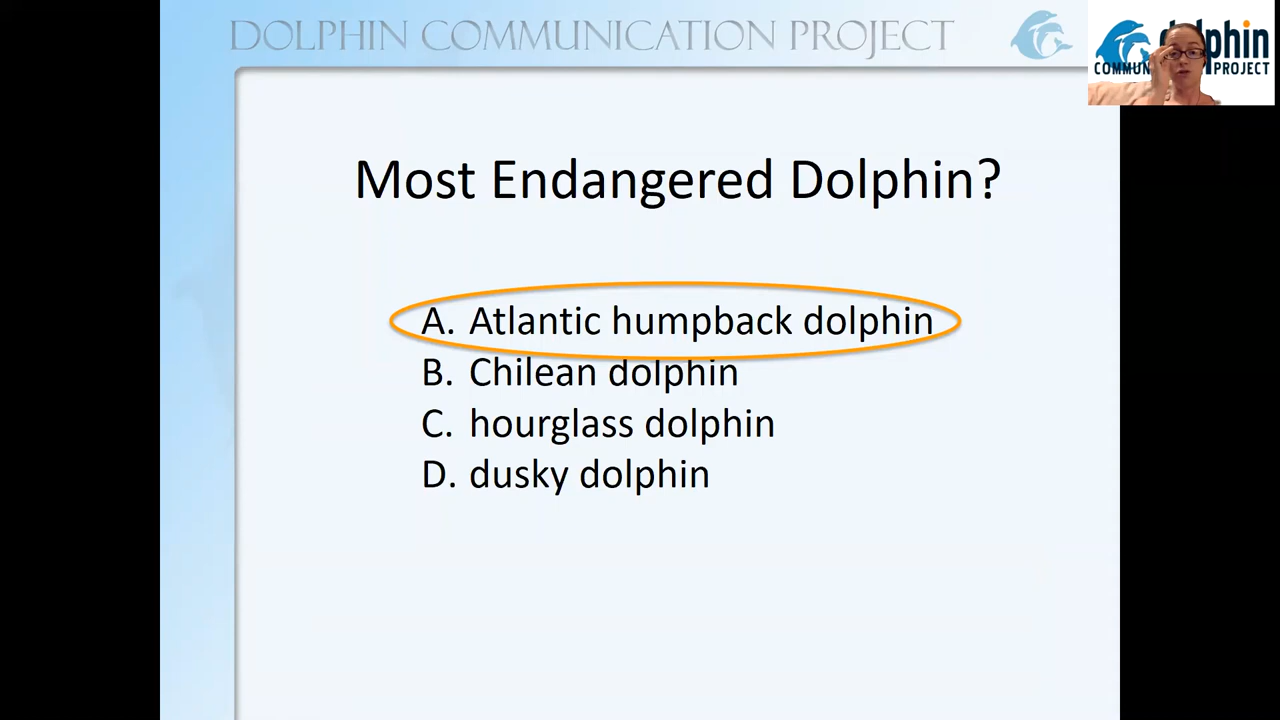 DOLPHIN COMMUNICATION PROJECT
Most Endangered Dolphin?
A. Atlantic humpback dolphin
B. Chilean dolphin
C. hourglass dolphin
D. dusky dolphin
PROJECT